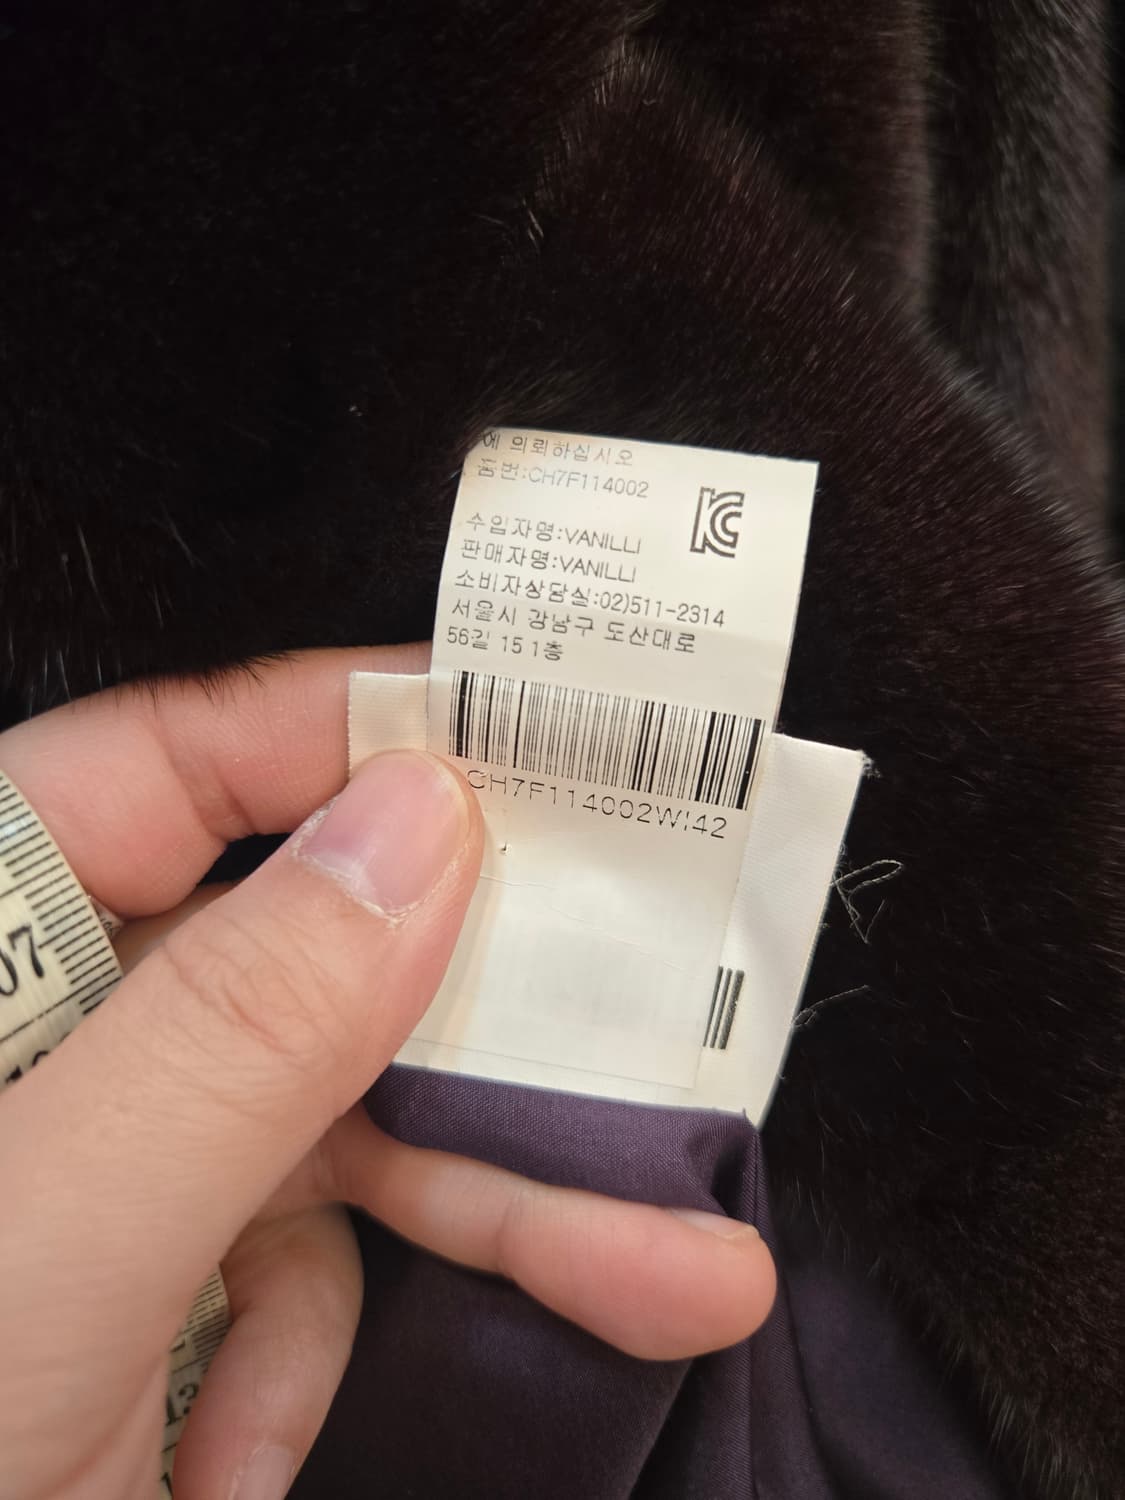 에 의뢰하십시오
품번:CH7F114002
수입자명:VANILLI
판매자명:VANILLI
소비자상담실:02)511-2314
서울시 강남구 도산대로
56길 15 1층
CH7F114002WI42
07